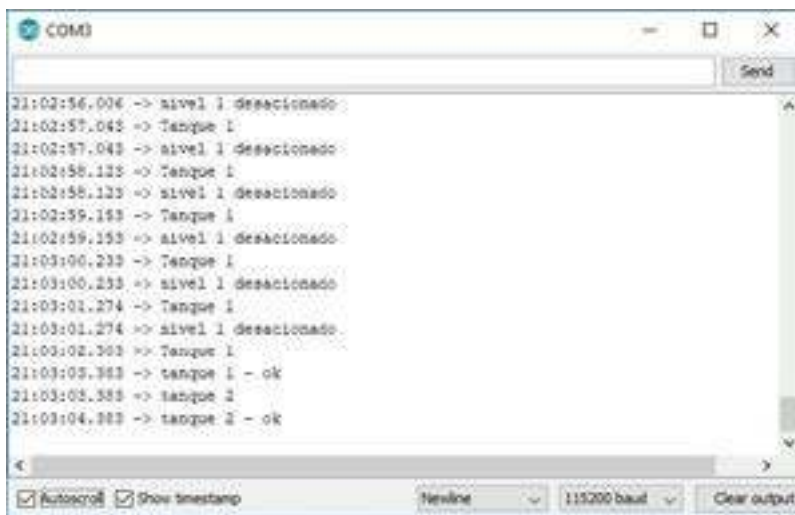 COM3
Send
21:02:56.006 -> nivel 1 desacionado
21:02:57.043 -> Tanque 1
21:02:57.043 -> nivel 1 desacionado
21:02:58.123 -> Tanque 1
21:02:58.123 -> nivel 1 desacionado
21:02:59.153 -> Tanque 1
21:02:59.153 -> nivel 1 desacionado
21:03:00.233 -> Tanque 1
21:03:00.233 -> nivel 1 desacionado
21:03:01.274 -> Tanque 1
21:03:01.274 -> nivel 1 desacionado
21:03:02.303 -> Tanque 1
21:03:03.383 -> tanque 1 - ok
21:03:03.383 -> tanque 2
21:03:04.383 -> tanque 2 - ok
Autoscroll Show timestamp Newline 115200 baud Clear output